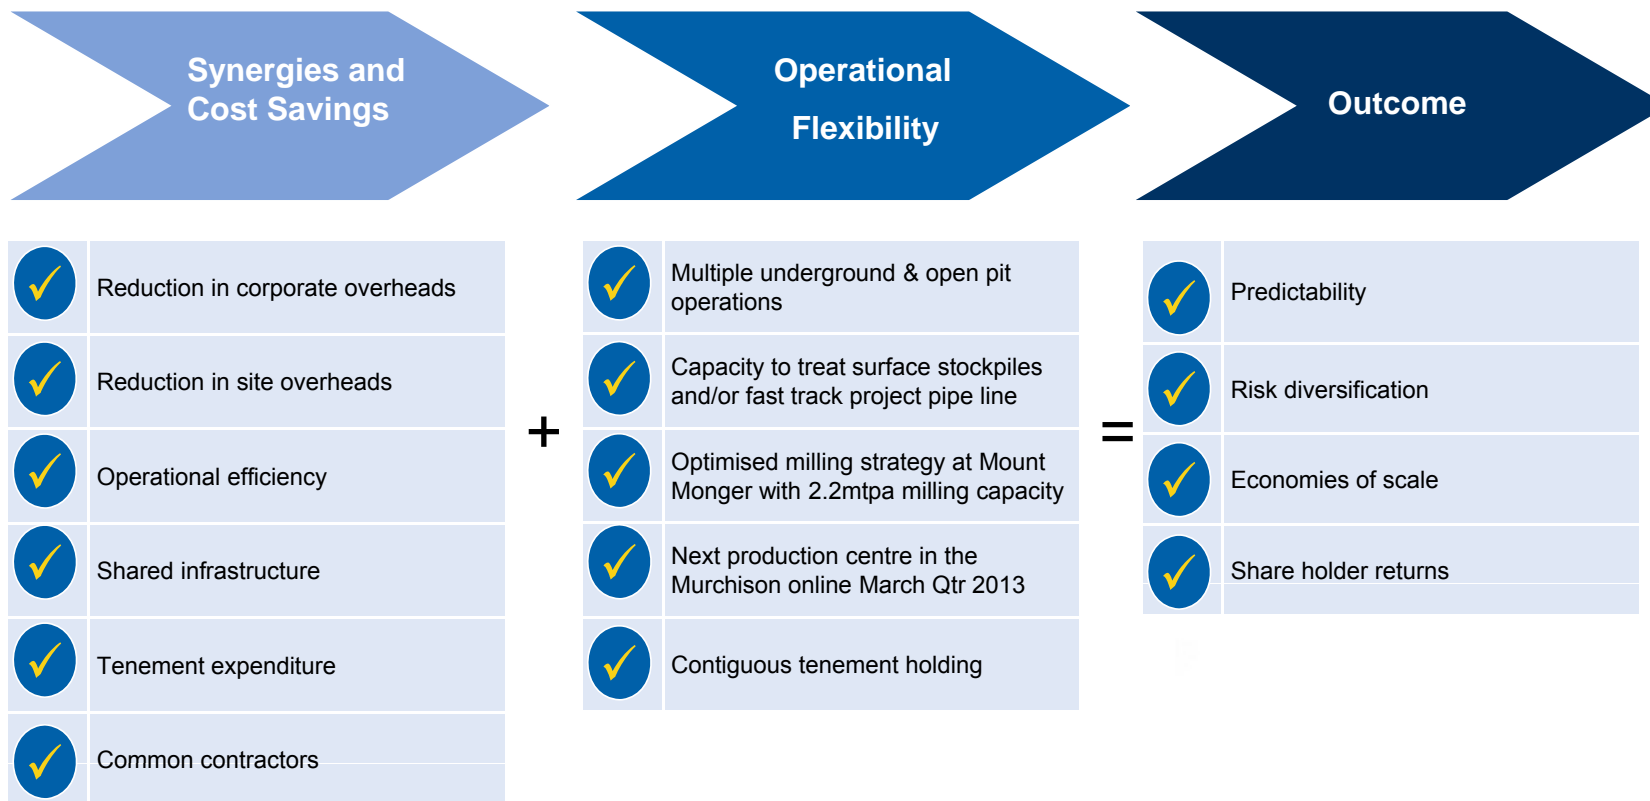 Synergies and
Cost Savings
Operational
Flexibility
Outcome
Reduction in corporate overheads
Reduction in site overheads
Operational efficiency
Shared infrastructure
Tenement expenditure
Common contractors
+
Multiple underground & open pit
operations
Capacity to treat surface stockpiles
and/or fast track project pipe line
Optimised milling strategy at Mount
Monger with 2.2mtpa milling capacity
Next production centre in the
Murchison online March Qtr 2013
Contiguous tenement holding
=
Predictability
Risk diversification
Economies of scale
Share holder returns